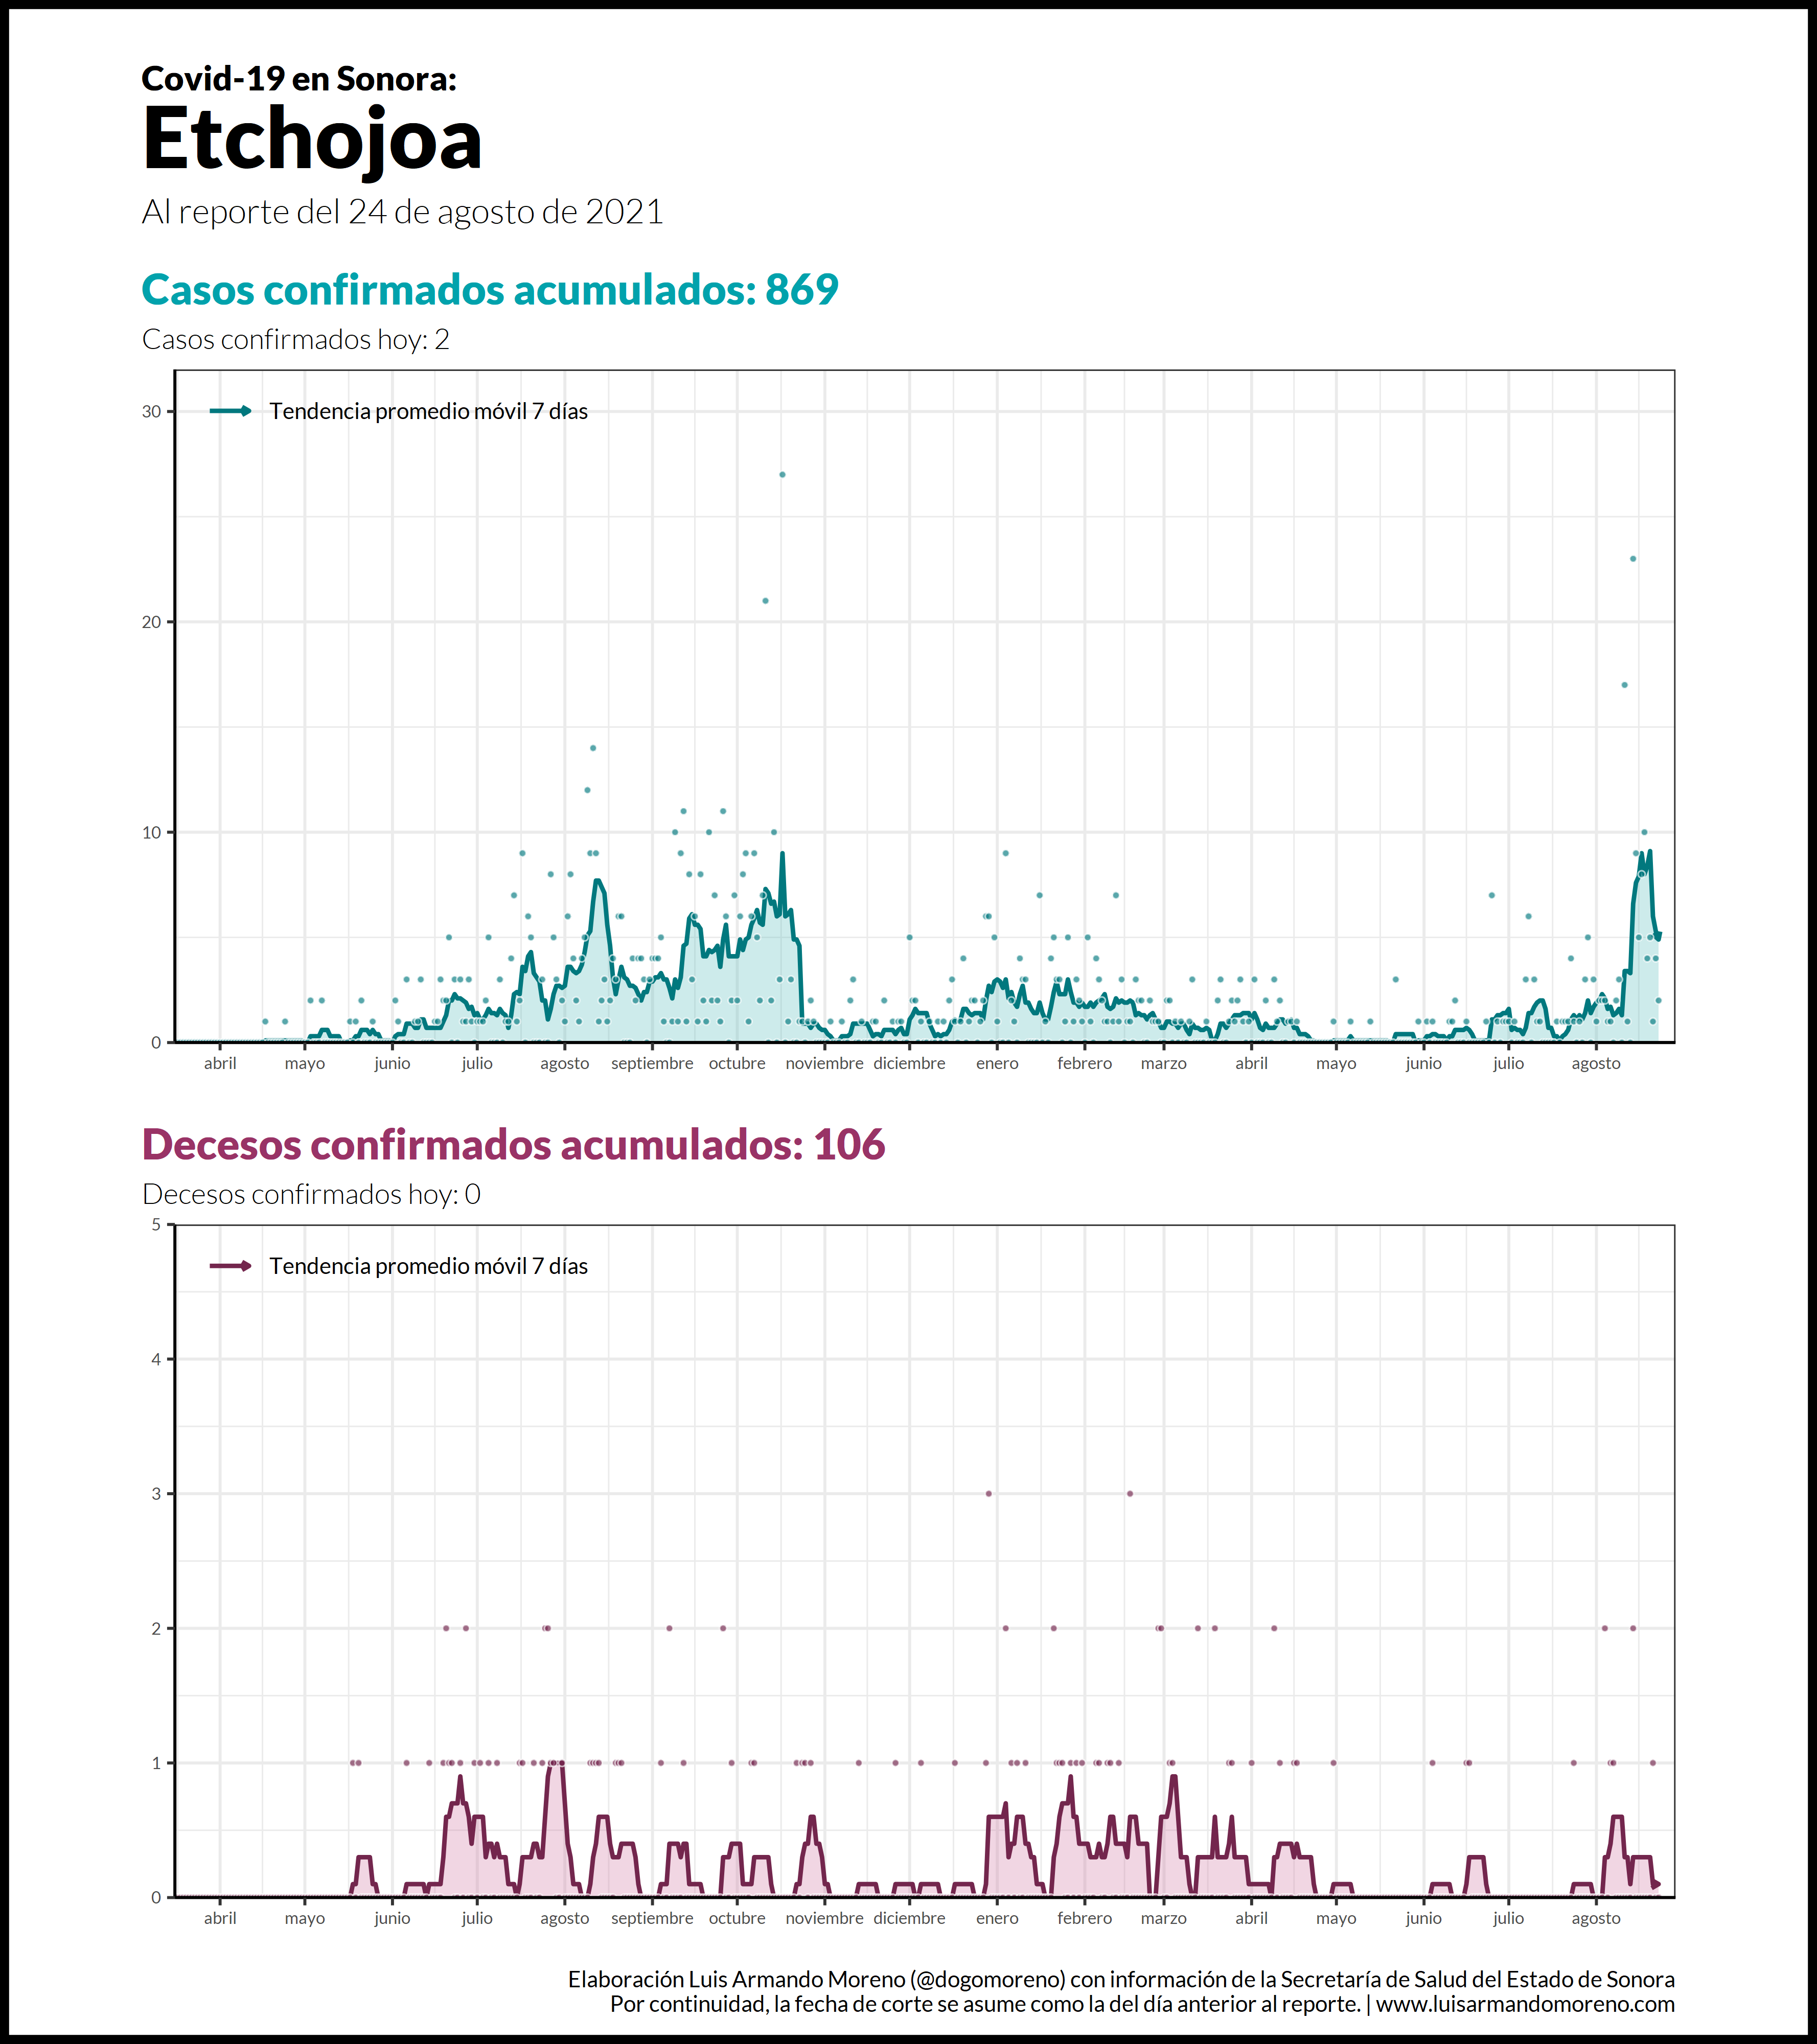 Covid-19 en Sonora:
Etchojoa
Al reporte del 24 de agosto de 2021
Casos confirmados acumulados: 869
Casos confirmados hoy: 2
Tendencia promedio móvil 7 días
30
20
10
0
abril mayo junio julio agosto septiembre octubre noviembre diciembre enero febrero marzo abril mayo junio julio agosto
Decesos confirmados acumulados: 106
Decesos confirmados hoy: 0
5
Tendencia promedio móvil 7 días
4
3
2
1
0
abril mayo junio julio agosto septiembre octubre noviembre diciembre enero febrero marzo abril mayo junio julio agosto
Elaboración Luis Armando Moreno (@dogomoreno) con información de la Secretaría de Salud del Estado de Sonora
Por continuidad, la fecha de corte se asume como la del día anterior al reporte. | www.luisarmandomoreno.com